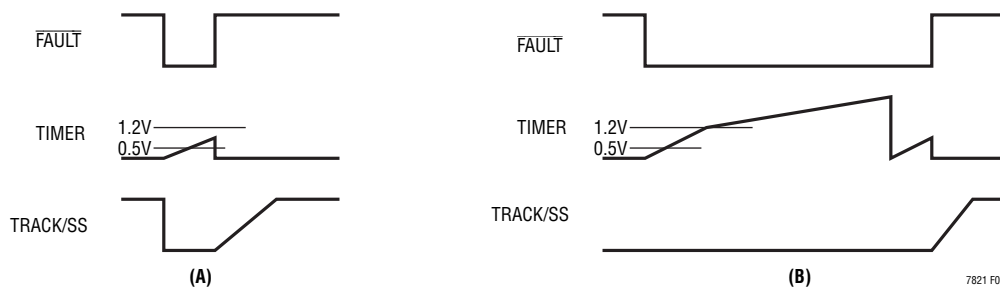 FAULT
TIMER
1.2V
0.5V
TRACK/SS
(A)
FAULT
TIMER
1.2V
0.5V
TRACK/SS
(B)
7821 F0